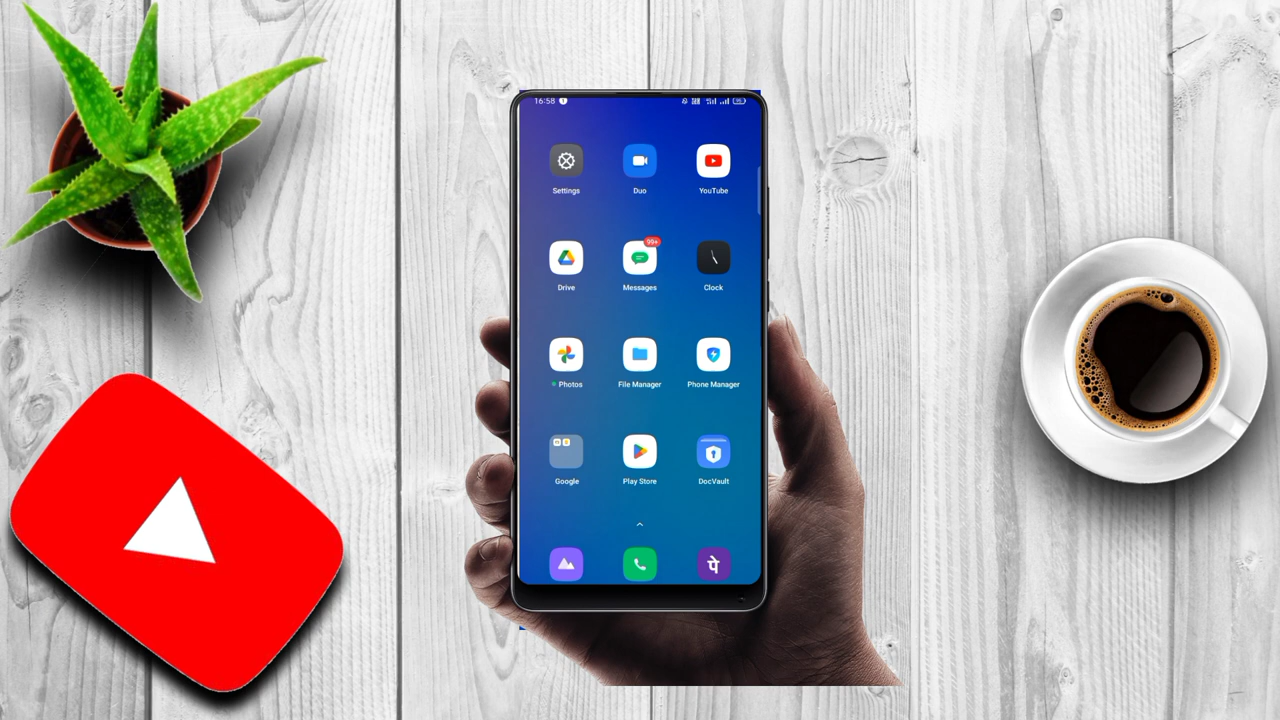 16:58
Settings
Duo
YouTube
99+
Drive
Messages
Clock
Photos
File Manager
Phone Manager
Google
Play Store
DocVault
पे